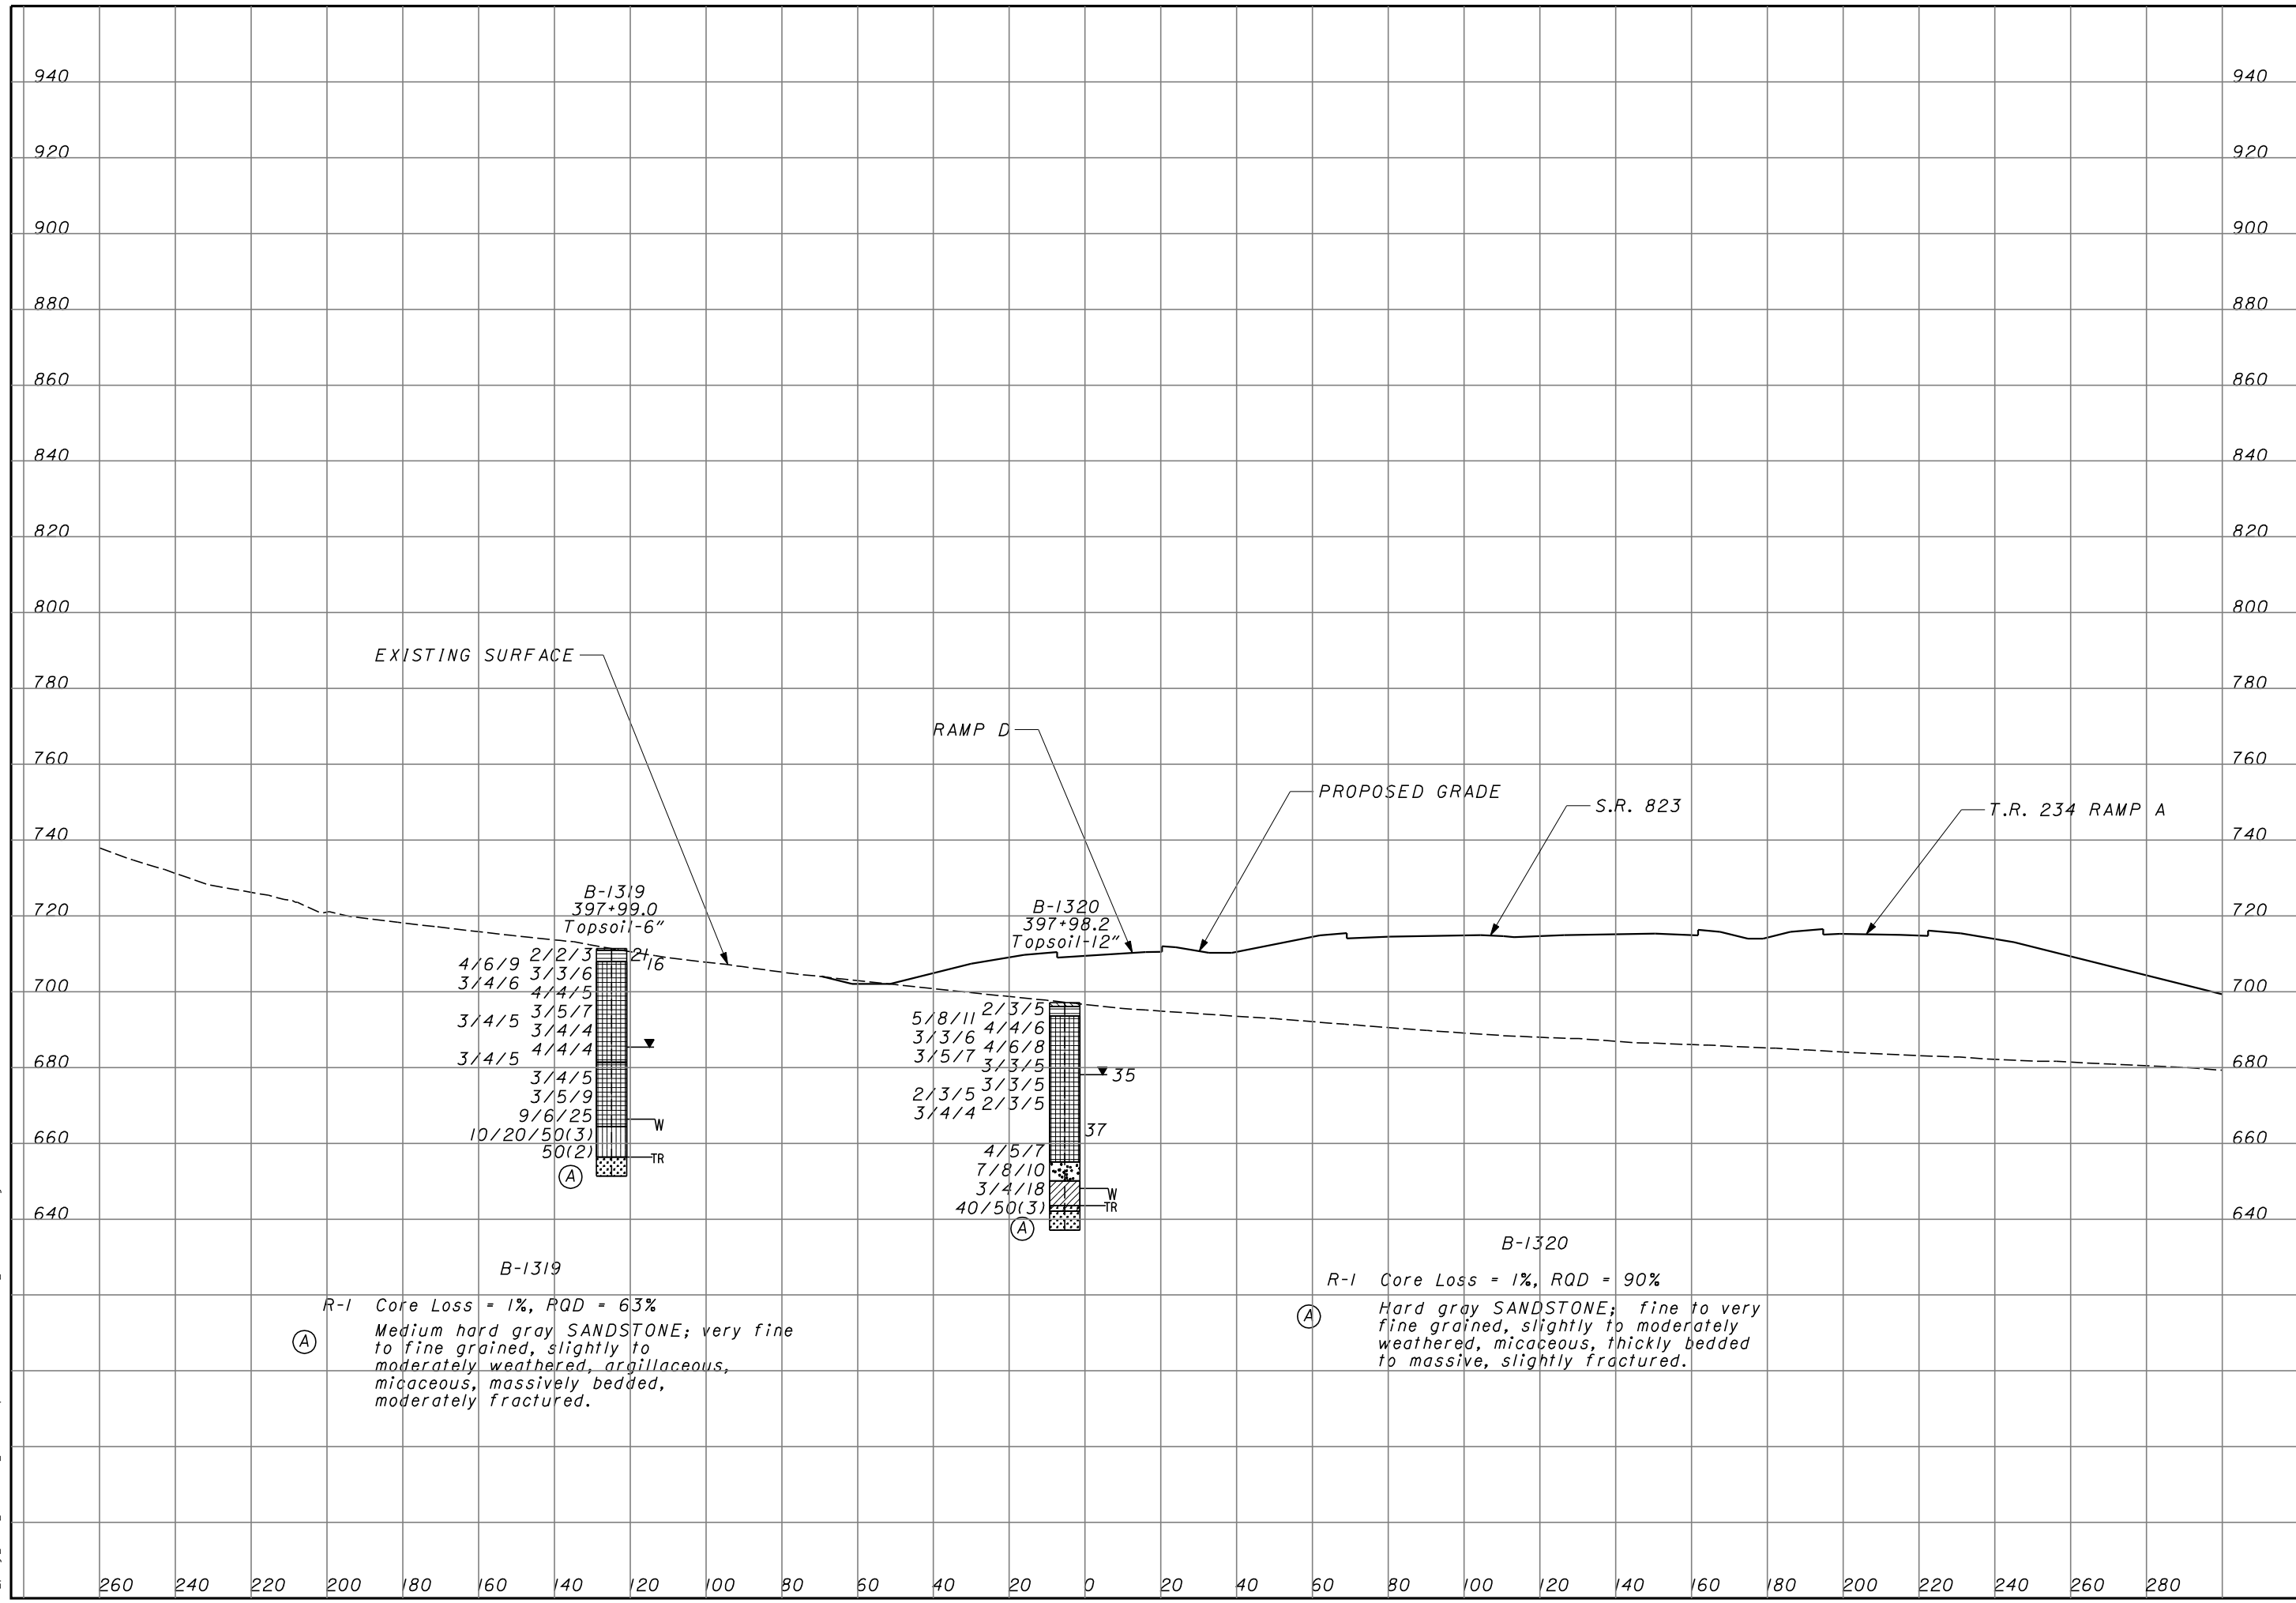 940 940
920 920
900 900
880 880
860 860
840 840
820 820
800 800
EXISTING SURFACE
780 780
RAMP D
760 760
PROPOSED GRADE
S.R. 823
T.R. 234 RAMP A
740 740
720 720
B-1319
397+99.0
Topsoil-6"
B-1320
397+98.2
Topsoil-12"
700 700
680 680
660 660
640 640
2/2/3 21
4/6/9 16
3/3/6
3/4/6
4/4/5
3/5/7
3/4/5
3/4/4
4/4/4
3/4/5
3/4/5
3/5/9
9/6/25 W
10/20/50(3)
50(2) TR
A
2/3/5
5/8/11
4/4/6
3/3/6
4/6/8
3/5/7
3/3/5
35
3/3/5
2/3/5
2/3/5
3/4/4
37
4/5/7
7/8/10
3/4/18 W
40/50(3) TR
A
B-1319
R-1 Core Loss = 1%, RQD = 63%
A Medium hard gray SANDSTONE; very fine
to fine grained, slightly to
moderately weathered, argillaceous,
micaceous, massively bedded,
moderately fractured.
B-1320
R-1 Core Loss = 1%, RQD = 90%
A Hard gray SANDSTONE; fine to very
fine grained, slightly to moderately
weathered, micaceous, thickly bedded
to massive, slightly fractured.
260 240 220 200 180 160 140 120 100 80 60 40 20 0 20 40 60 80 100 120 140 160 180 200 220 240 260 280